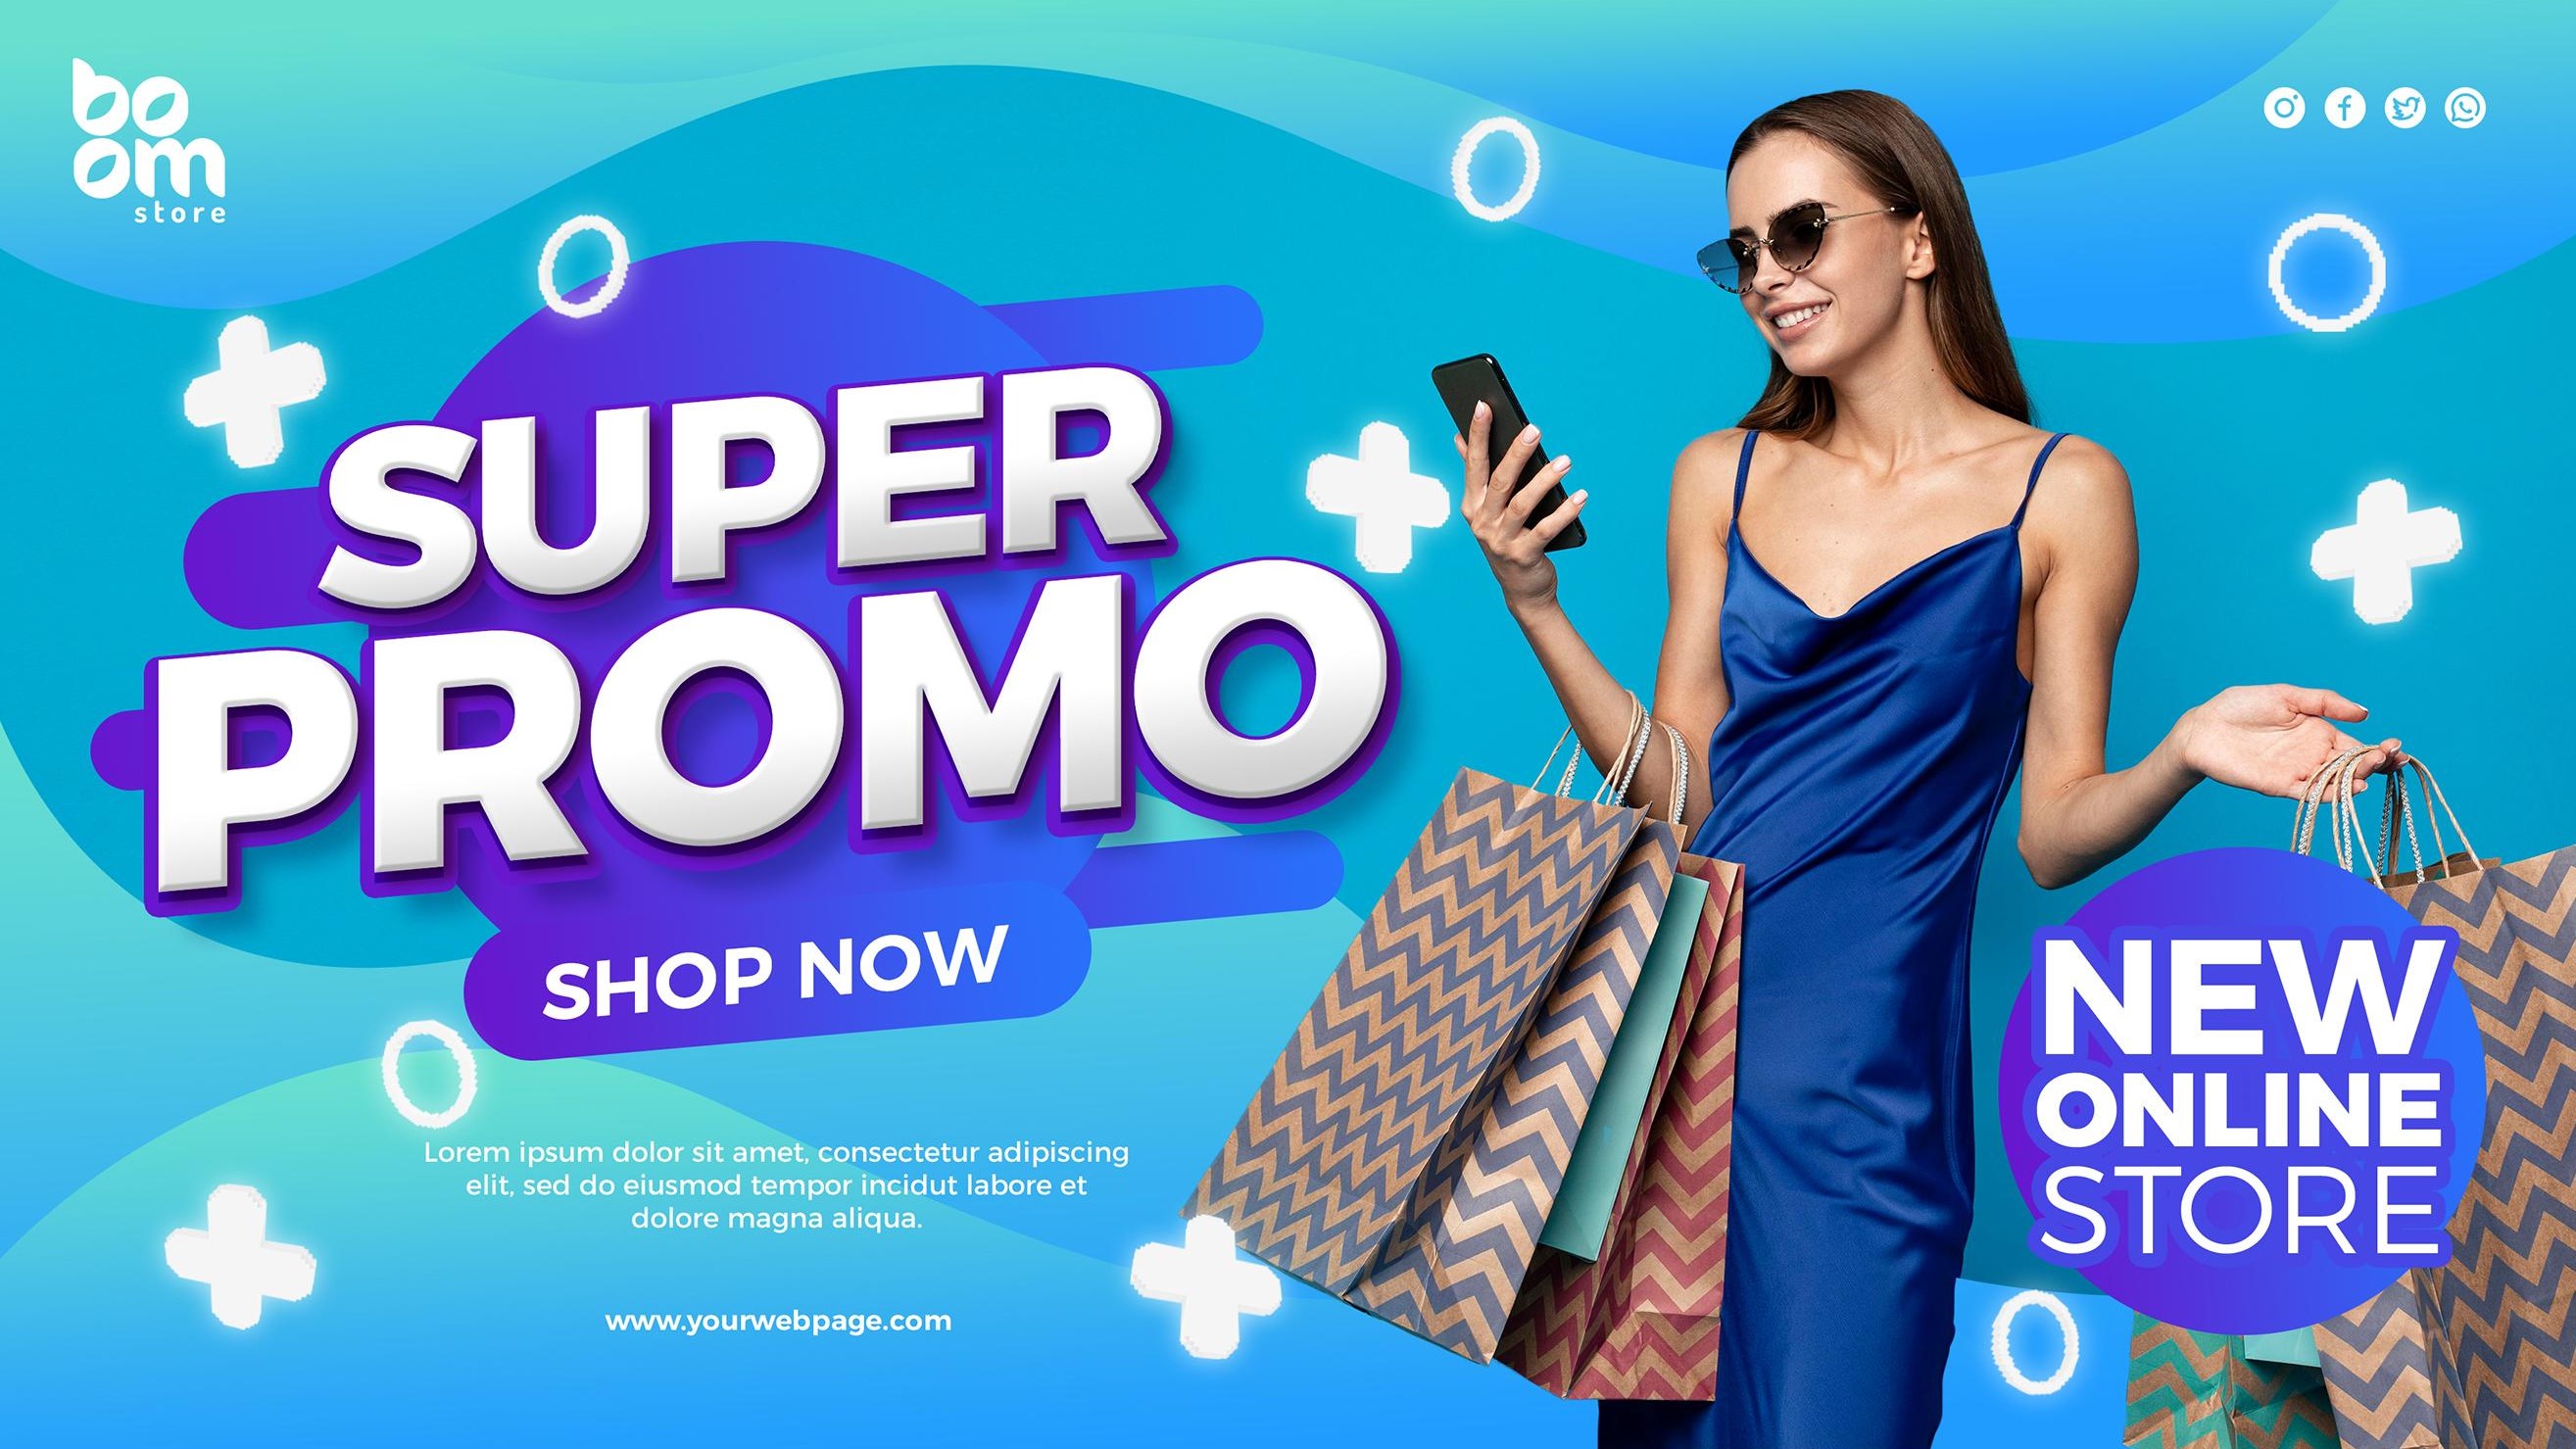 bo
om
store
SUPER
PROMO
SHOP NOW
Lorem ipsum dolor sit amet, consectetur adipiscing
elit, sed do eiusmod tempor incidut labore et
dolore magna aliqua.
www.yourwebpage.com
NEW
ONLINE
STORE